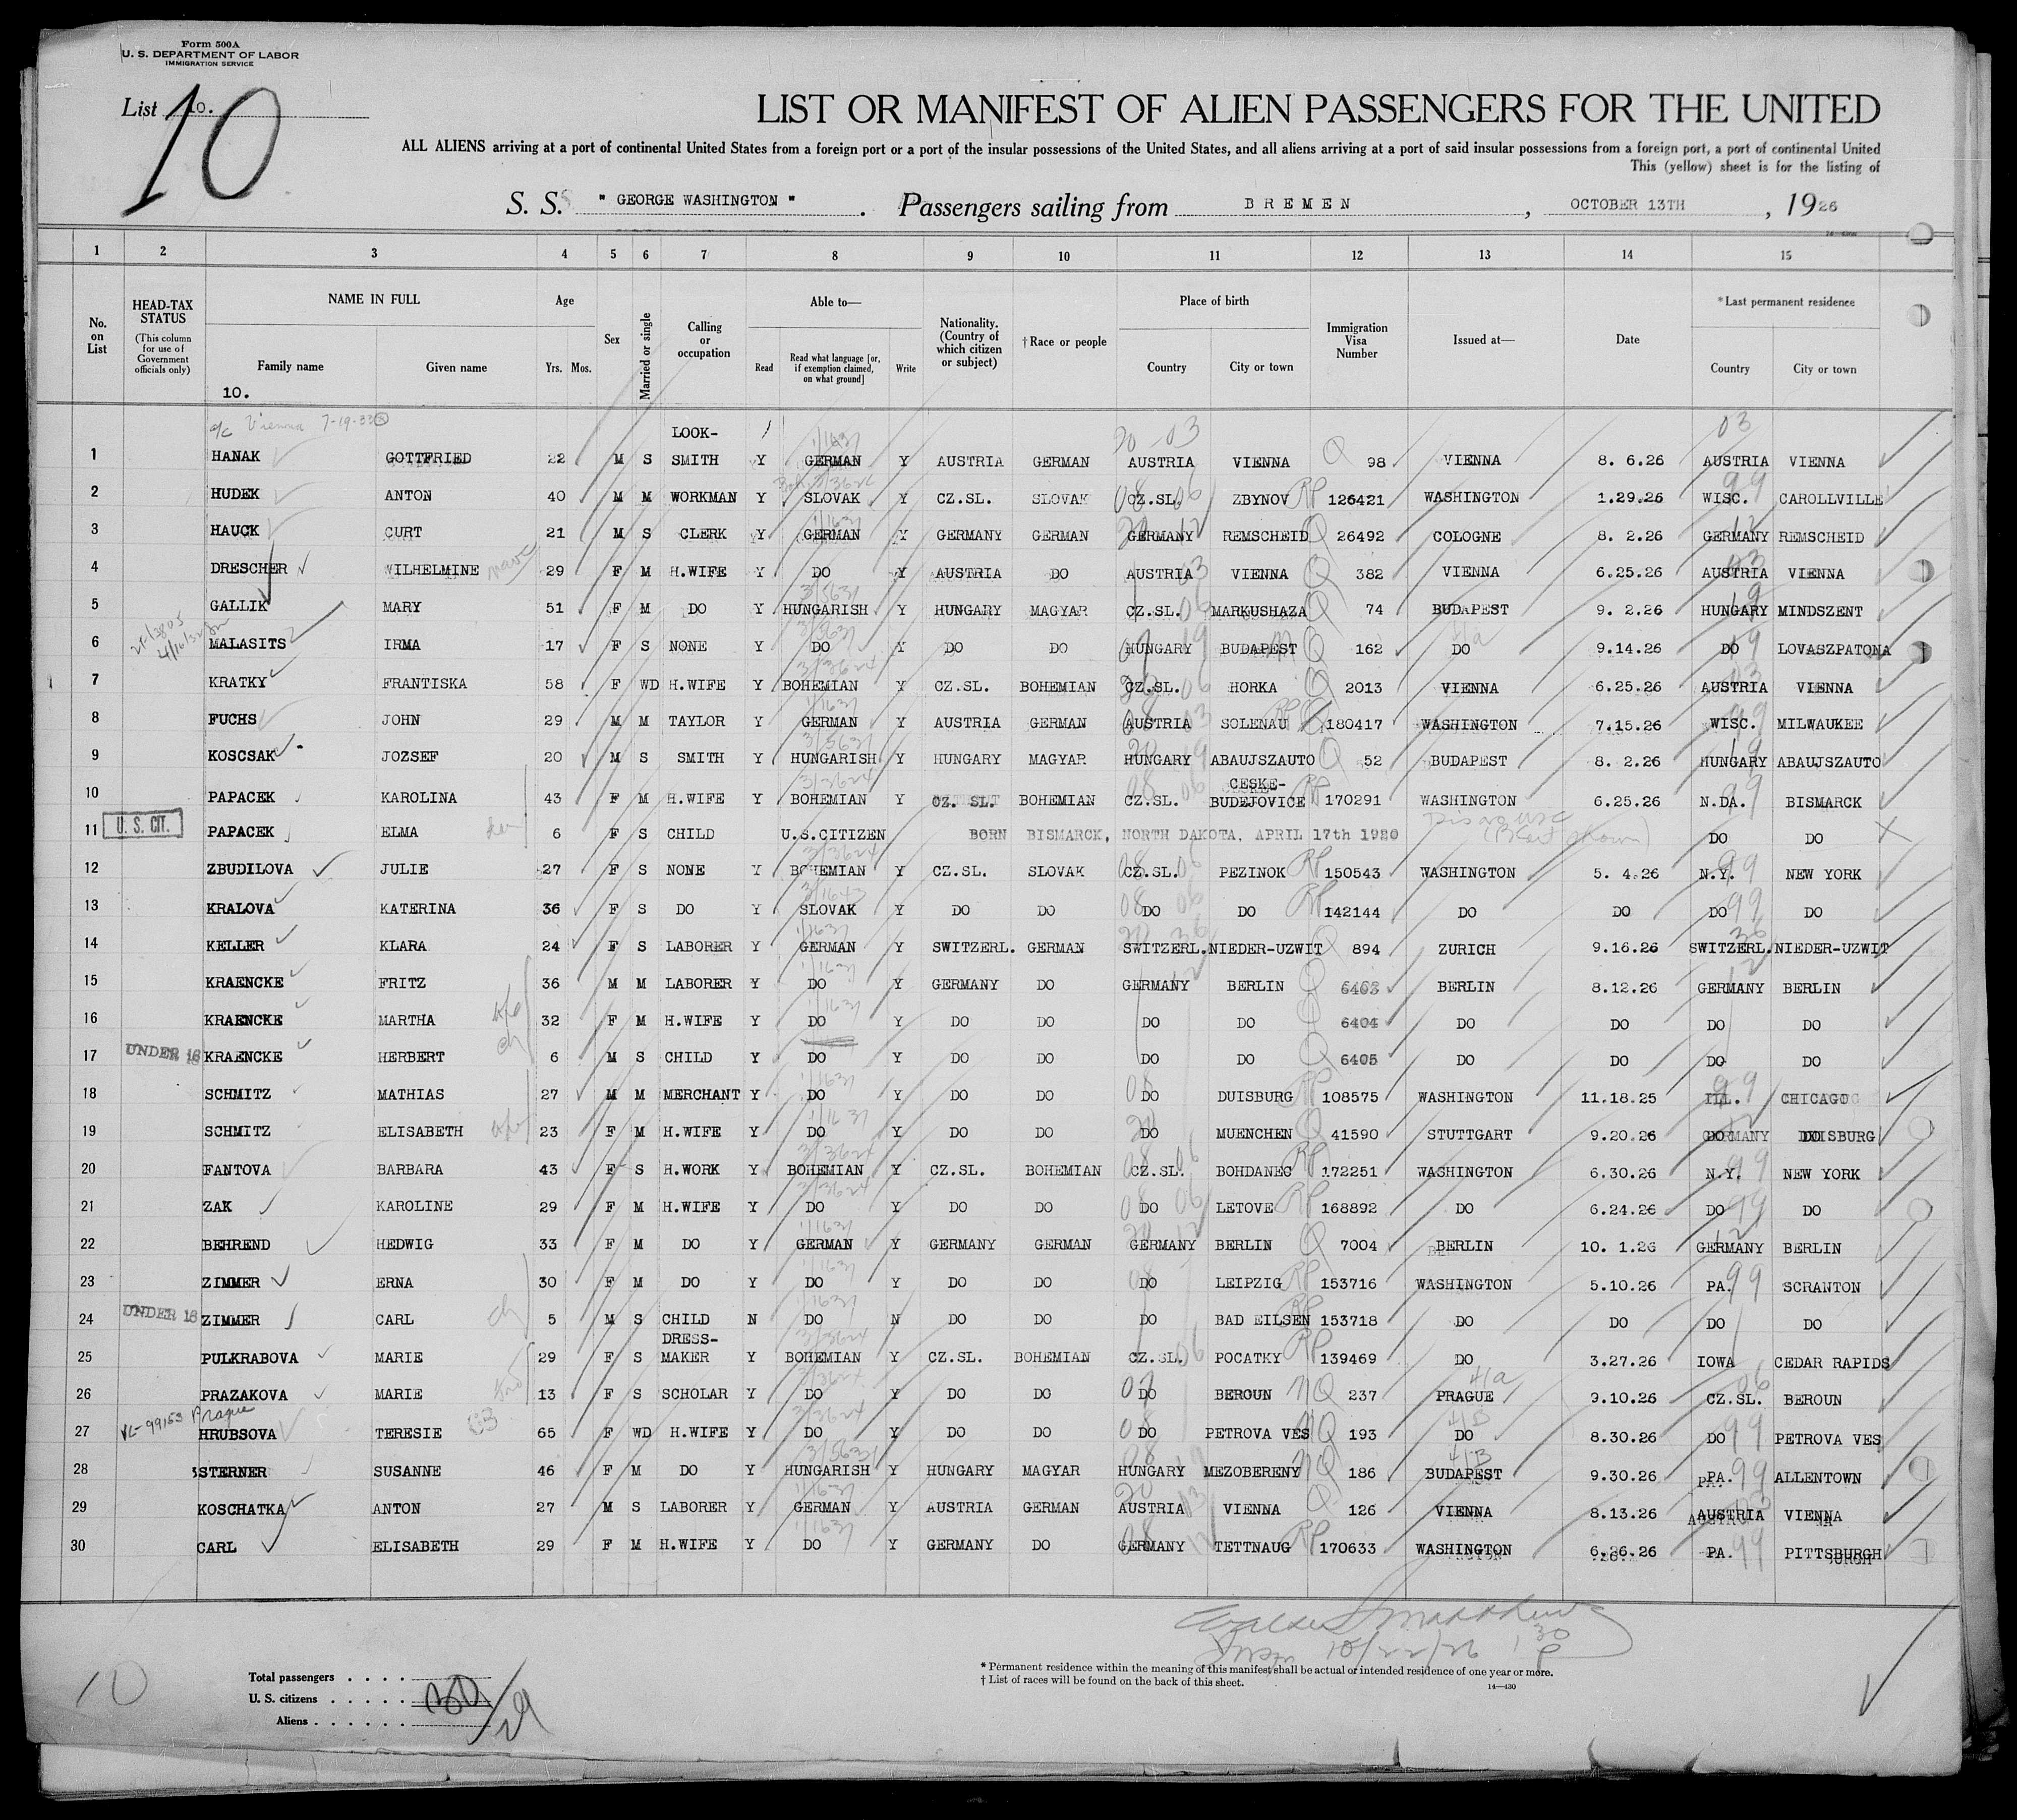 Form 500A
U. S. DEPARTMENT OF LABOR
IMMIGRATION SERVICE
List 10.
10
LIST OR MANIFEST OF ALIEN PASSENGERS FOR THE UNITED
ALL ALIENS arriving at a port of continental United States from a foreign port or a port of the insular possessions of the United States, and all aliens arriving at a port of said insular possessions from a foreign port, a port of continental United
This (yellow) sheet is for the listing of
S. S. " GEORGE WASHINGTON " . Passengers sailing from BREMEN , OCTOBER 13TH , 1926
1 2 3 4 5 6 7 8 9 10 11 12 13 14 15
No. on List
HEAD-TAX STATUS (This column for use of Government officials only)
NAME IN FULL Family name Given name
10.
Age Yrs. Mos.
Sex
Married or single
Calling or occupation
Able to— Read Read what language [or, if exemption claimed, on what ground] Write
Nationality. (Country of which citizen or subject)
† Race or people
Place of birth Country City or town
Immigration Visa Number
Issued at—
Date
* Last permanent residence Country City or town
Vienna 7-19-33
1 HANAK GOTTFRIED 22 M S LOOK-SMITH Y GERMAN Y AUSTRIA GERMAN AUSTRIA VIENNA 98 VIENNA 8. 6.26 AUSTRIA VIENNA
2 HUDEK ANTON 40 M M WORKMAN Y SLOVAK Y CZ.SL. SLOVAK CZ.SL. ZBYNOV 126421 WASHINGTON 1.29.26 WISC. CAROLLVILLE
3 HAUCK CURT 21 M S CLERK Y GERMAN Y GERMANY GERMAN GERMANY REMSCHEID 26492 COLOGNE 8. 2.26 GERMANY REMSCHEID
4 DRESCHER WILHELMINE 29 F M H.WIFE Y DO Y AUSTRIA DO AUSTRIA VIENNA 382 VIENNA 6.25.26 AUSTRIA VIENNA
5 GALLIK MARY 51 F M DO Y HUNGARISH Y HUNGARY MAGYAR CZ.SL. MARKUSHAZA 74 BUDAPEST 9. 2.26 HUNGARY MINDSZENT
6 MALASITS IRMA 17 F S NONE Y DO Y DO DO HUNGARY BUDAPEST 162 DO 9.14.26 DO LOVASZPATONA
7 KRATKY FRANTISKA 58 F WD H.WIFE Y BOHEMIAN Y CZ.SL. BOHEMIAN CZ.SL. HORKA 2013 VIENNA 6.25.26 AUSTRIA VIENNA
8 FUCHS JOHN 29 M M TAYLOR Y GERMAN Y AUSTRIA GERMAN AUSTRIA SOLENAU 180417 WASHINGTON 7.15.26 WISC. MILWAUKEE
9 KOSCSAK JOZSEF 20 M S SMITH Y HUNGARISH Y HUNGARY MAGYAR HUNGARY ABAUJSZAUTO 52 BUDAPEST 8. 2.26 HUNGARY ABAUJSZAUTO
10 PAPACEK KAROLINA 43 F M H.WIFE Y BOHEMIAN Y CZ. SL. BOHEMIAN CZ.SL. CESKE-BUDEJOVICE 170291 WASHINGTON 6.25.26 N.DA. BISMARCK
11 U. S. CIT. PAPACEK ELMA 6 F S CHILD U.S.CITIZEN BORN BISMARCK, NORTH DAKOTA, APRIL 17th 1920 DO DO
12 ZBUDILOVA JULIE 27 F S NONE Y BOHEMIAN Y CZ.SL. SLOVAK CZ.SL. PEZINOK 150543 WASHINGTON 5. 4.26 N.Y. NEW YORK
13 KRALOVA KATERINA 36 F S DO Y SLOVAK Y DO DO DO DO 142144 DO DO DO DO
14 KELLER KLARA 24 F S LABORER Y GERMAN Y SWITZERL. GERMAN SWITZERL. NIEDER-UZWIT 894 ZURICH 9.16.26 SWITZERL. NIEDER-UZWIT
15 KRAENCKE FRITZ 36 M M LABORER Y DO Y GERMANY DO GERMANY BERLIN 6403 BERLIN 8.12.26 GERMANY BERLIN
16 KRAENCKE MARTHA 32 F M H.WIFE Y DO Y DO DO DO DO 6404 DO DO DO DO
17 UNDER 16 KRAENCKE HERBERT 6 M S CHILD Y DO Y DO DO DO DO 6405 DO DO DO DO
18 SCHMITZ MATHIAS 27 M M MERCHANT Y DO Y DO DO DO DUISBURG 108575 WASHINGTON 11.18.25 ILL. CHICAGO
19 SCHMITZ ELISABETH 23 F M H.WIFE Y DO Y DO DO DO MUENCHEN 41590 STUTTGART 9.20.26 GERMANY DUISBURG
20 FANTOVA BARBARA 43 F S H.WORK Y BOHEMIAN Y CZ.SL. BOHEMIAN CZ.SL. BOHDANEC 172251 WASHINGTON 6.30.26 N.Y. NEW YORK
21 ZAK KAROLINE 29 F M H.WIFE Y DO Y DO DO DO LETOVE 168892 DO 6.24.26 DO DO
22 BEHREND HEDWIG 33 F M DO Y GERMAN Y GERMANY GERMAN GERMANY BERLIN 7004 BERLIN 10. 1.26 GERMANY BERLIN
23 ZIMMER ERNA 30 F M DO Y DO Y DO DO DO LEIPZIG 153716 WASHINGTON 5.10.26 PA. SCRANTON
24 UNDER 16 ZIMMER CARL 5 M S CHILD N DO N DO DO DO BAD EILSEN 153718 DO DO DO DO
25 PULKRABOVA MARIE 29 F S DRESS-MAKER Y BOHEMIAN Y CZ.SL. BOHEMIAN CZ.SL. POCATKY 139469 DO 3.27.26 IOWA CEDAR RAPIDS
26 PRAZAKOVA MARIE 13 F S SCHOLAR Y DO Y DO DO DO BEROUN 237 PRAGUE 9.10.26 CZ.SL. BEROUN
VL-99153 Prague
27 HRUBSOVA TERESIE 65 F WD H.WIFE Y DO Y DO DO DO PETROVA VES 193 DO 8.30.26 DO PETROVA VES
28 STERNER SUSANNE 46 F M DO Y HUNGARISH Y HUNGARY MAGYAR HUNGARY MEZOBERENY 186 BUDAPEST 9.30.26 PA. ALLENTOWN
29 KOSCHATKA ANTON 27 M S LABORER Y GERMAN Y AUSTRIA GERMAN AUSTRIA VIENNA 126 VIENNA 8.13.26 AUSTRIA VIENNA
30 CARL ELISABETH 29 F M H.WIFE Y DO Y GERMANY DO GERMANY TETTNAUG 170633 WASHINGTON 6.26.26 PA. PITTSBURGH
10/22/26
* Permanent residence within the meaning of this manifest shall be actual or intended residence of one year or more.
† List of races will be found on the back of this sheet.
14—430
10
Total passengers . . . .
U. S. citizens . . . . .
Aliens . . . . . .
30/29